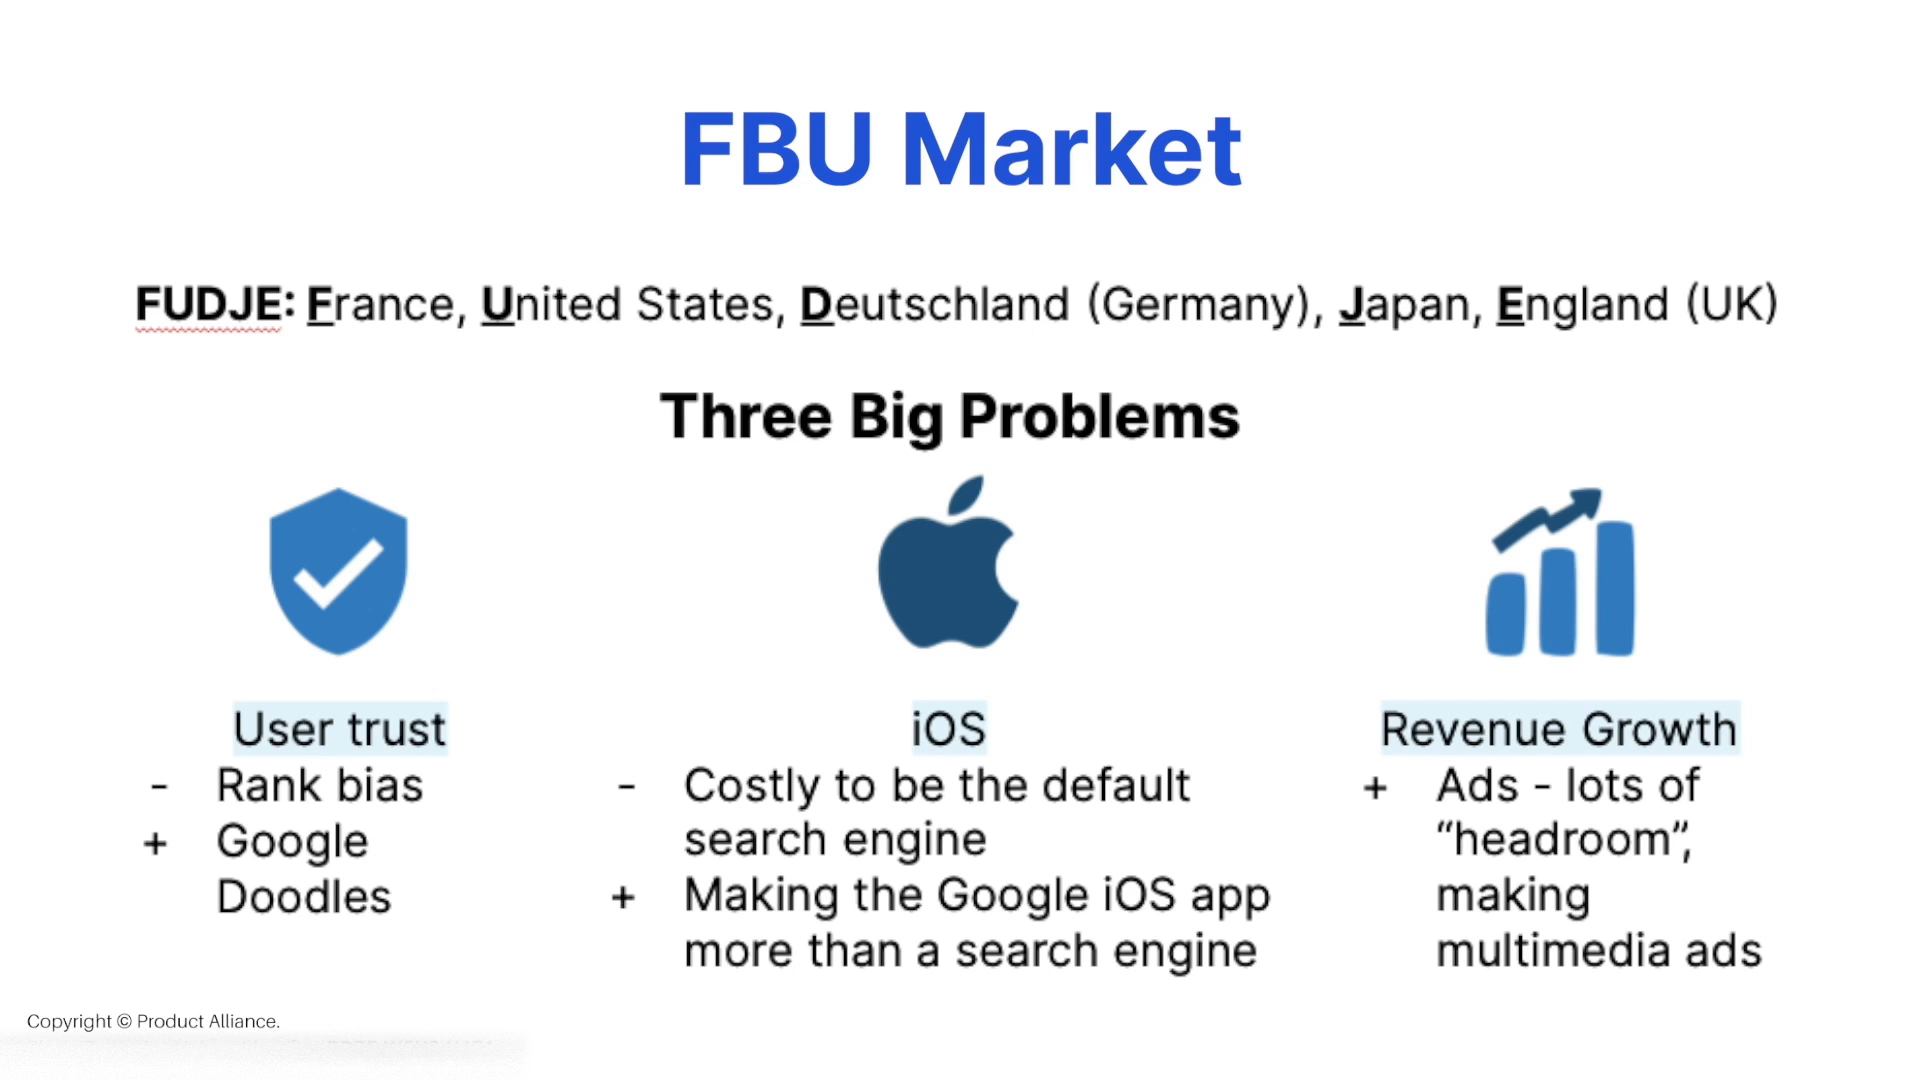 FBU Market
FUDJE: France, United States, Deutschland (Germany), Japan, England (UK)
Three Big Problems
User trust
- Rank bias
+ Google
Doodles
iOS
- Costly to be the default
search engine
+ Making the Google iOS app
more than a search engine
Revenue Growth
+ Ads - lots of
“headroom”,
making
multimedia ads
Copyright © Product Alliance.